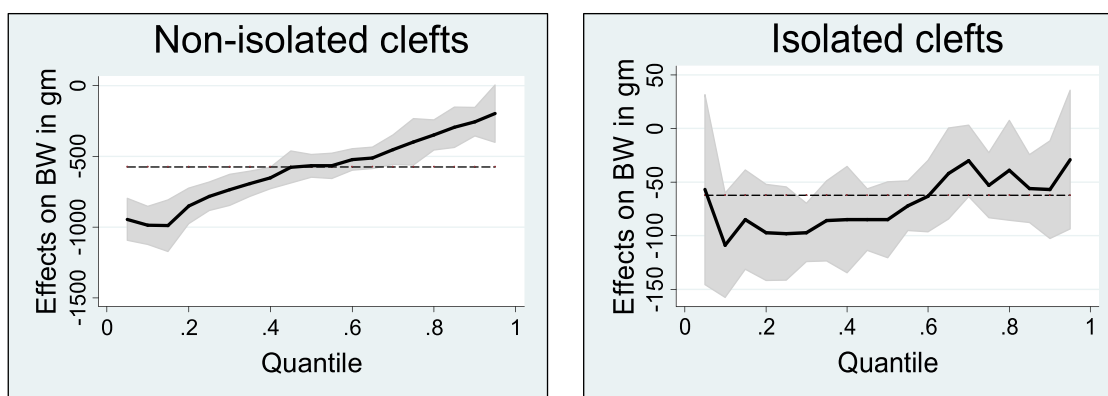 Non-isolated clefts
Effects on BW in gm
0
-500
-1000
-1500
0 .2 .4 .6 .8 1
Quantile
Isolated clefts
Effects on BW in gm
50
0
-50
-100
-150
0 .2 .4 .6 .8 1
Quantile